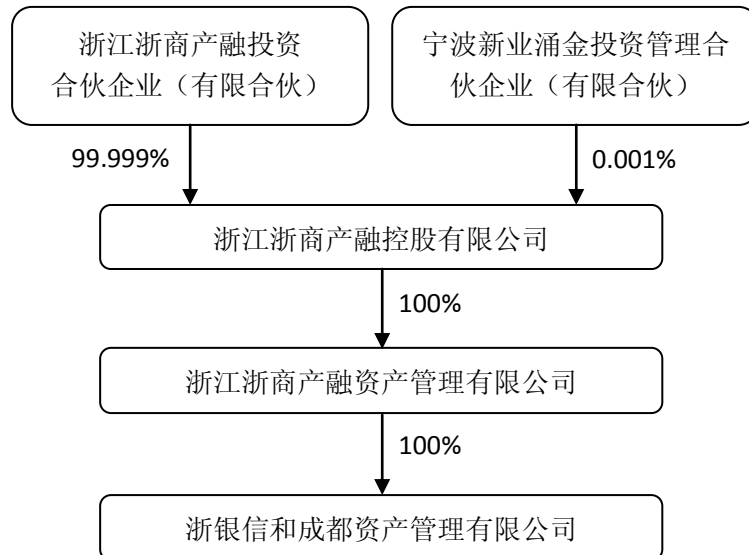 浙江浙商产融投资
合伙企业（有限合伙）
宁波新业涌金投资管理合
伙企业（有限合伙）
99.999%
0.001%
浙江浙商产融控股有限公司
100%
浙江浙商产融资产管理有限公司
100%
浙银信和成都资产管理有限公司